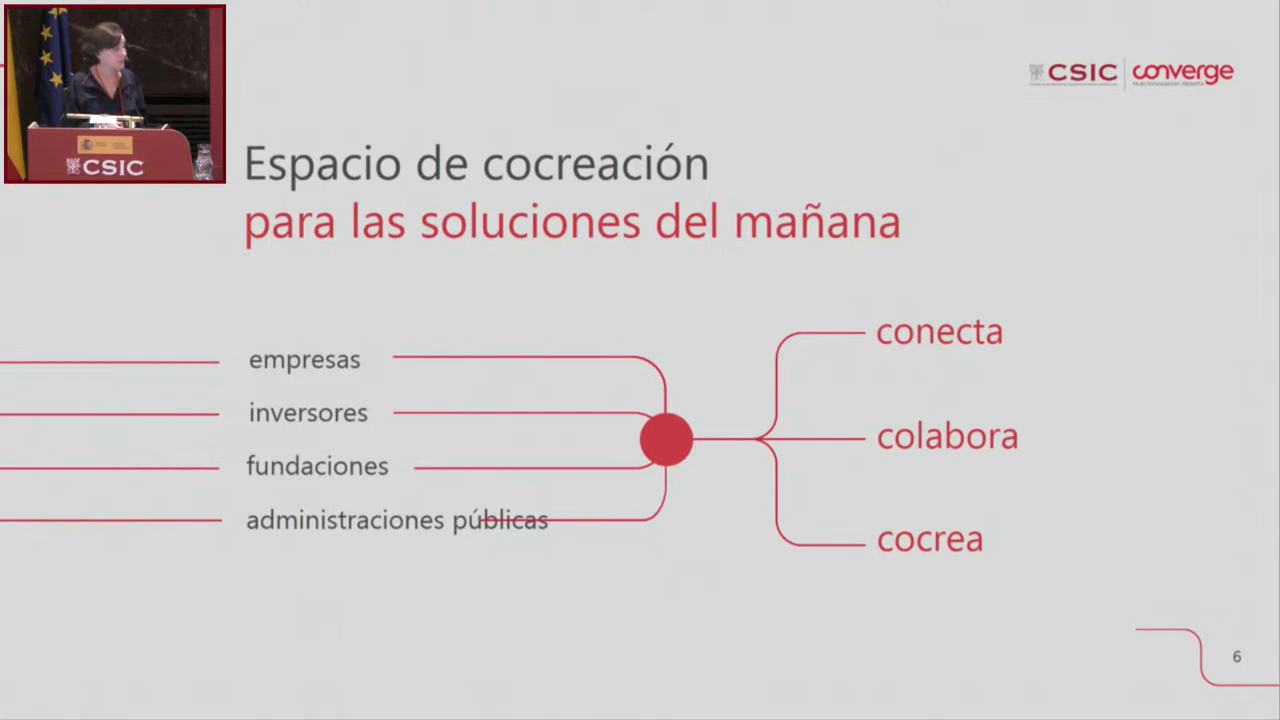 CSIC
CSIC
converge
Espacio de cocreación
para las soluciones del mañana
empresas
inversores
fundaciones
administraciones públicas
conecta
colabora
cocrea
6